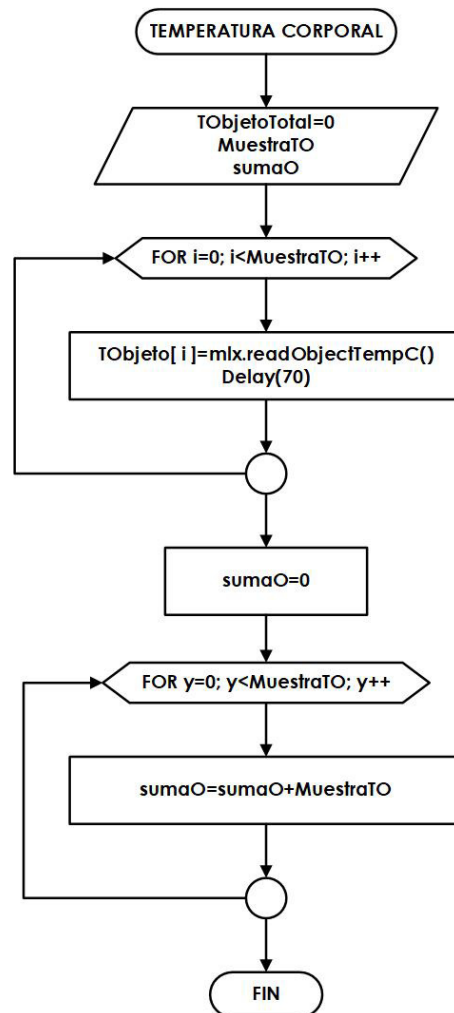 TEMPERATURA CORPORAL
TObjetoTotal=0
MuestraTO
sumaO
FOR i=0; i<MuestraTO; i++
TObjeto[ i ]=mlx.readObjectTempC()
Delay(70)
sumaO=0
FOR y=0; y<MuestraTO; y++
sumaO=sumaO+MuestraTO
FIN